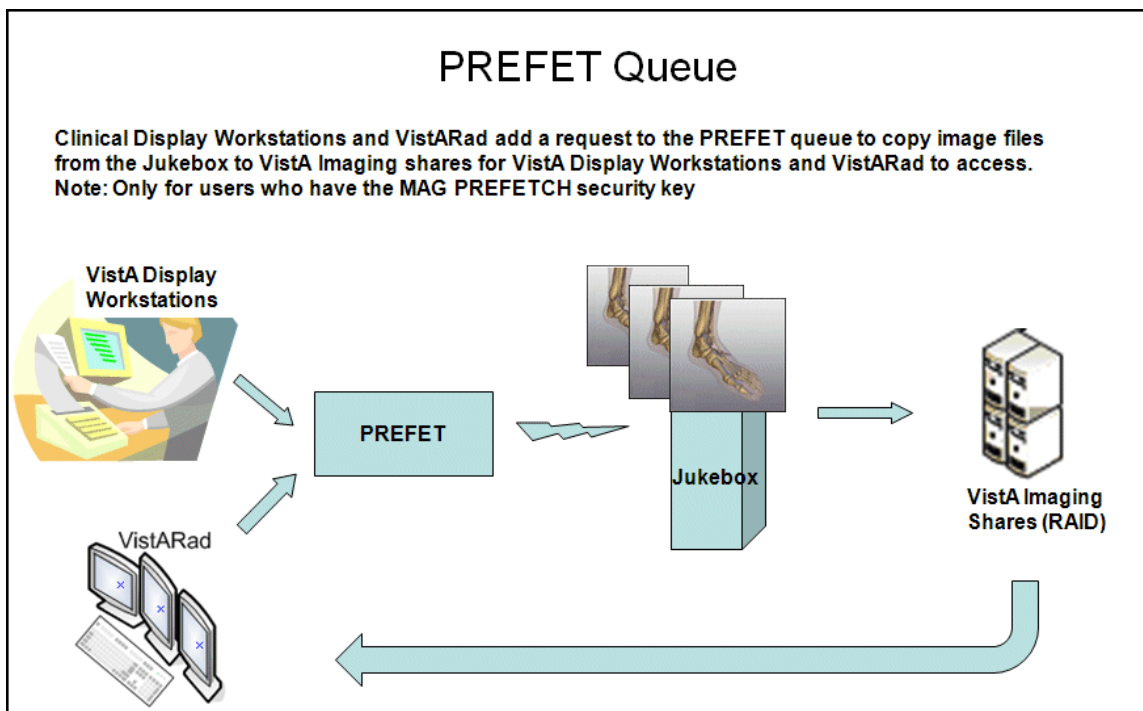 PREFET Queue
Clinical Display Workstations and VistARad add a request to the PREFET queue to copy image files
from the Jukebox to VistA Imaging shares for VistA Display Workstations and VistARad to access.
Note: Only for users who have the MAG PREFETCH security key
VistA Display
Workstations
PREFET
Jukebox
VistA Imaging
Shares (RAID)
VistARad